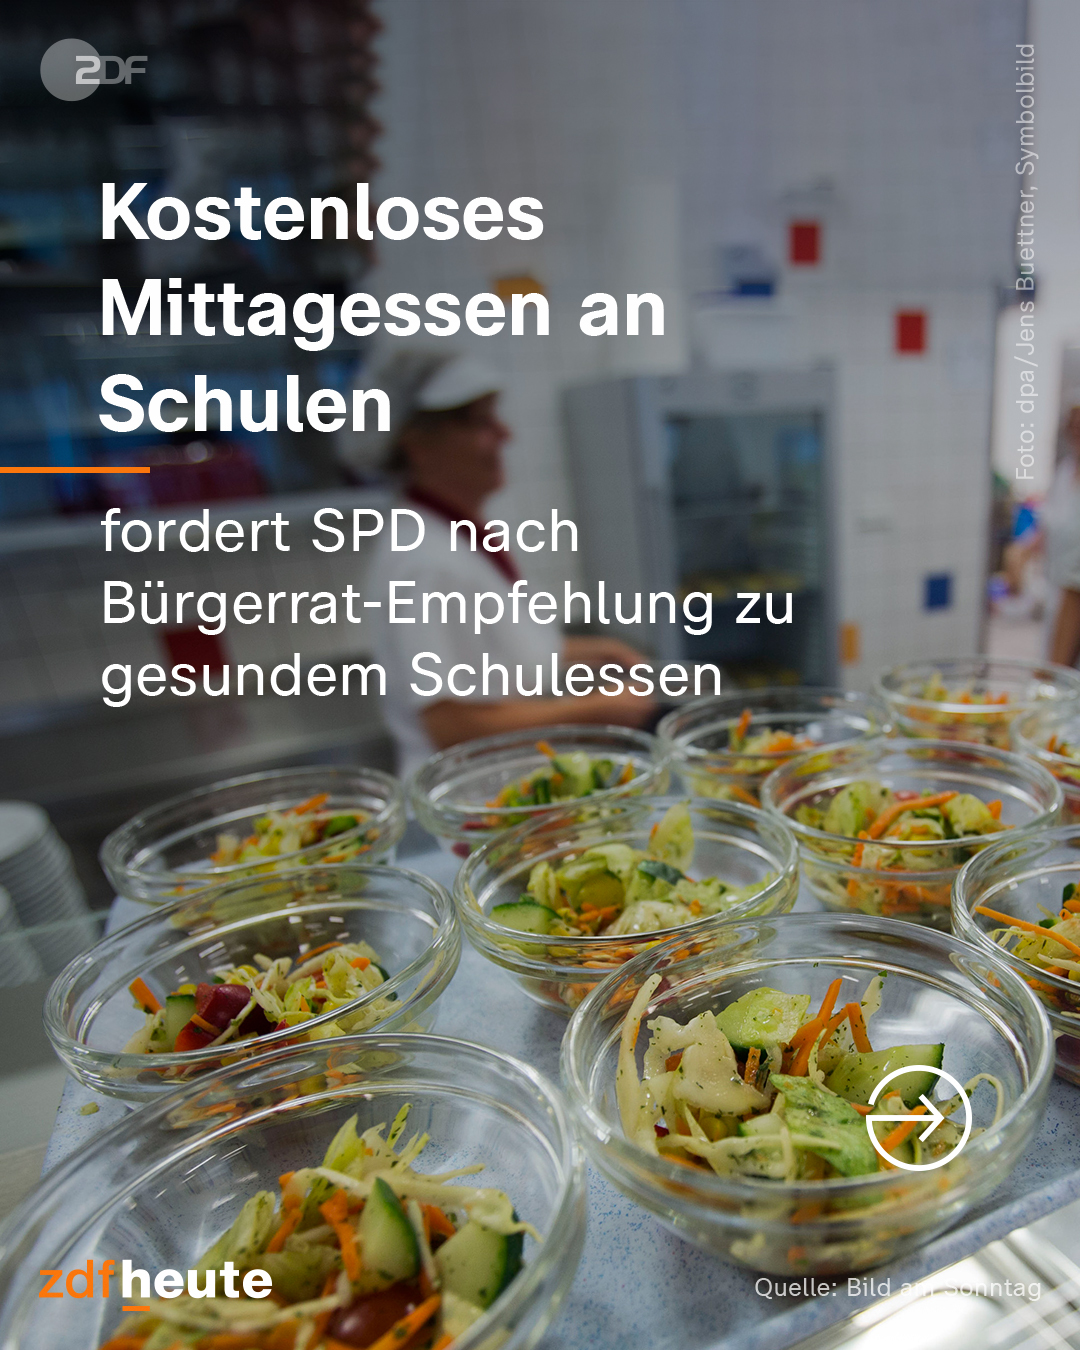 ZDF
Foto: dpa/Jens Buettner, Symbolbild
Kostenloses
Mittagessen an
Schulen
fordert SPD nach
Bürgerrat-Empfehlung zu
gesundem Schulessen
zdfheute
Quelle: Bild am Sonntag